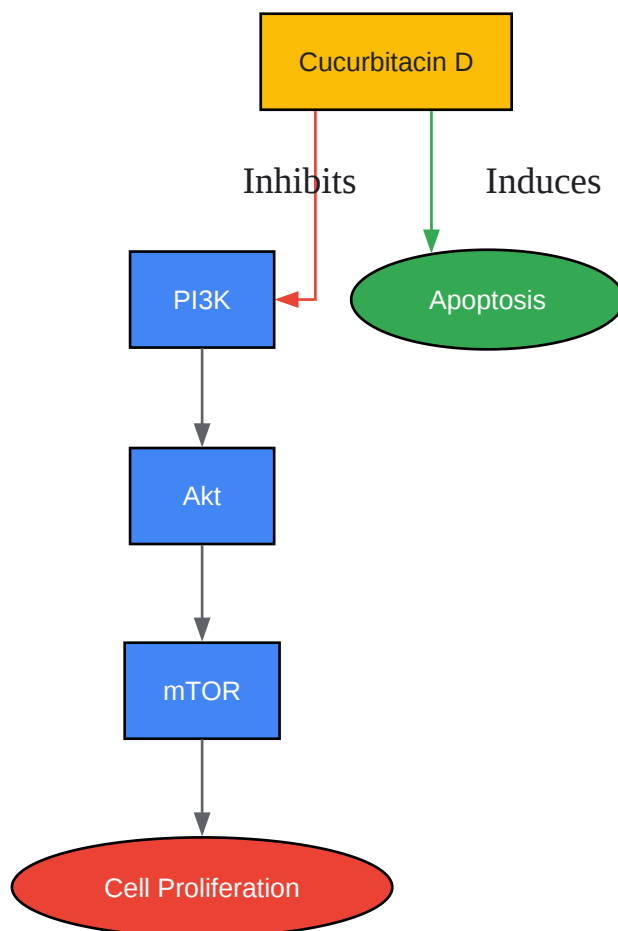 Cucurbitacin D
Inhibits
Induces
PI3K
Apoptosis
Akt
mTOR
Cell Proliferation